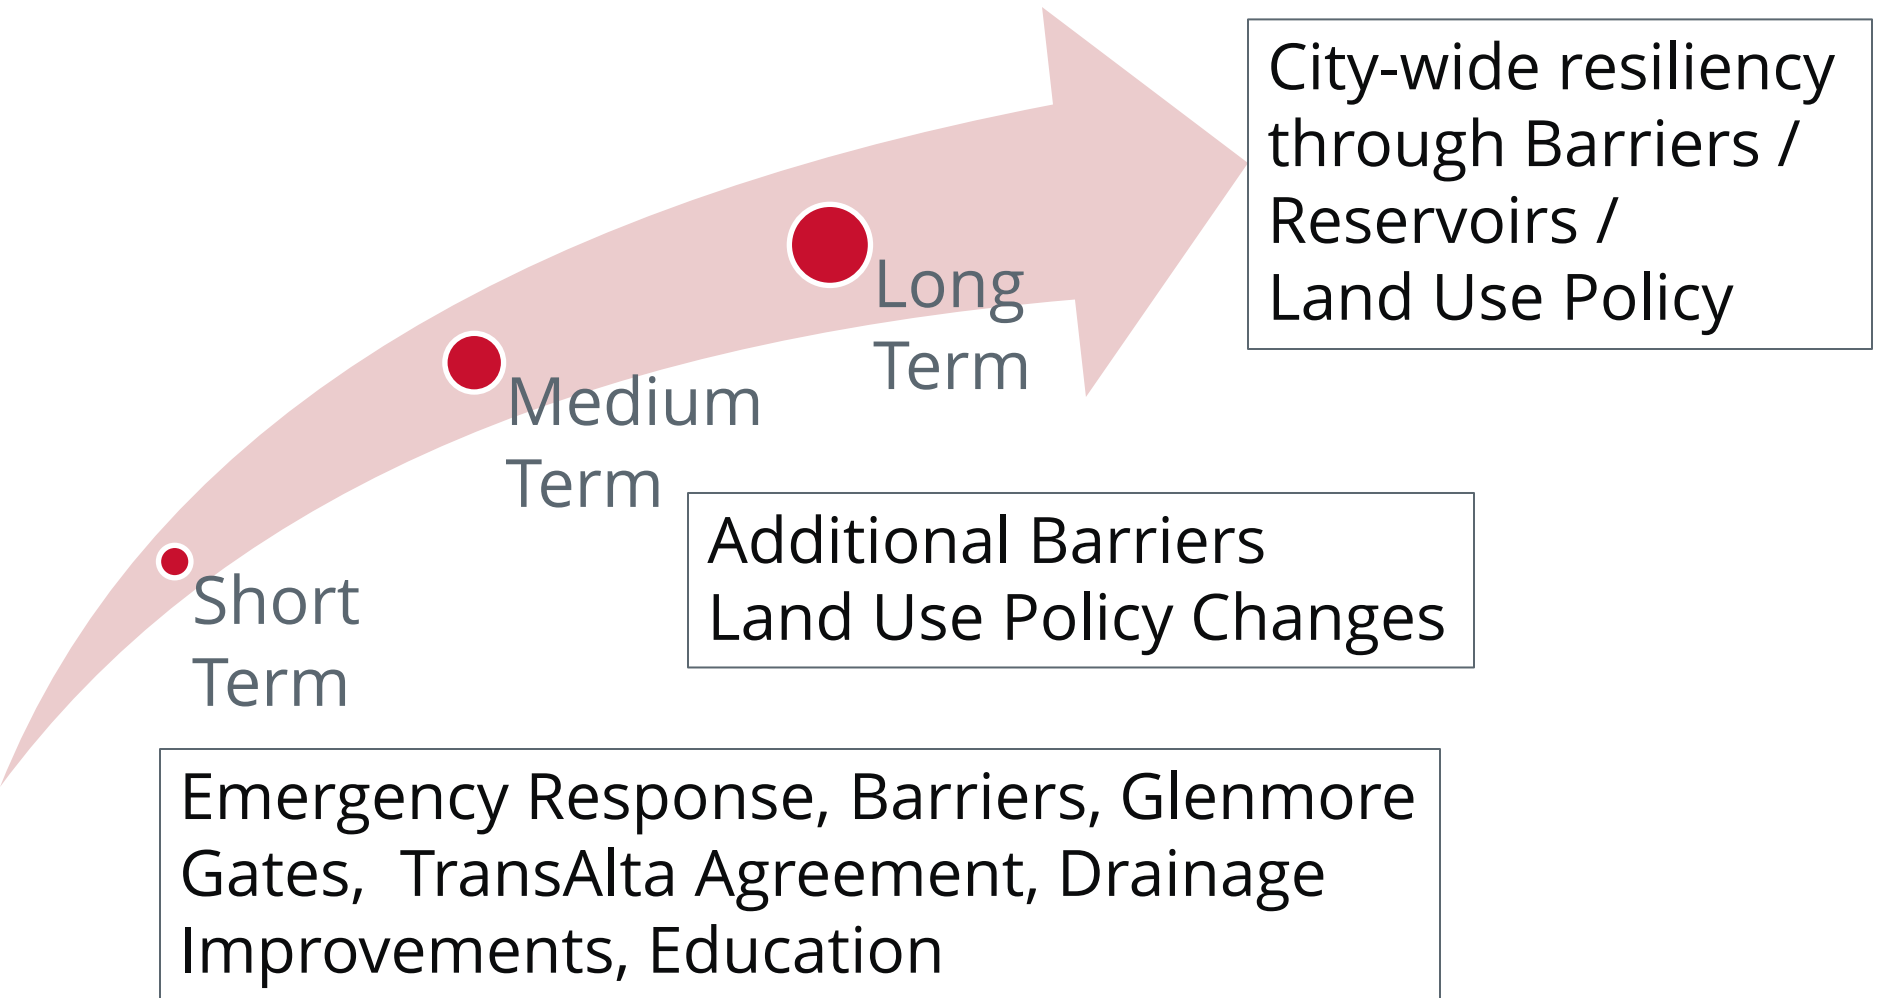 City-wide resiliency
through Barriers /
Reservoirs /
Land Use Policy
Long
Term
Medium
Term
Additional Barriers
Land Use Policy Changes
Short
Term
Emergency Response, Barriers, Glenmore
Gates,  TransAlta Agreement, Drainage
Improvements, Education